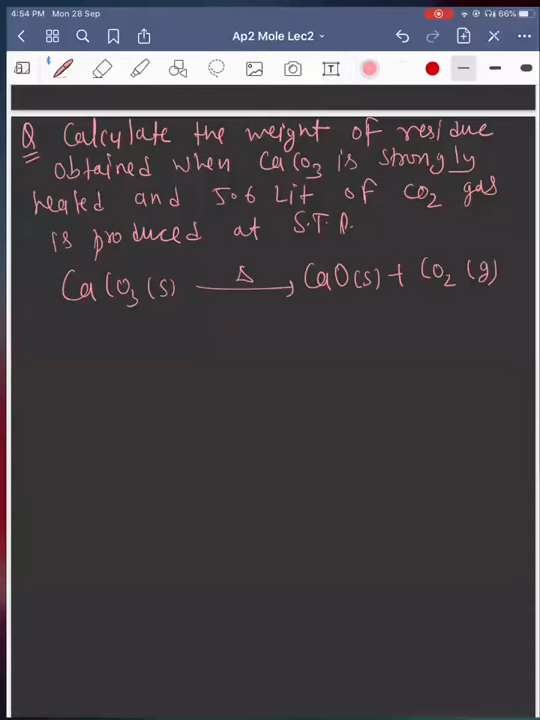 4:54 PM Mon 28 Sep
66%
Ap2 Mole Lec2
T
Q Calculate the weight of residue
obtained when CaCO3 is strongly
heated and 5.6 Lit of CO2 gas
is produced at S.T.P.
CaCO3(s) —Δ→ CaO(s) + CO2(g)